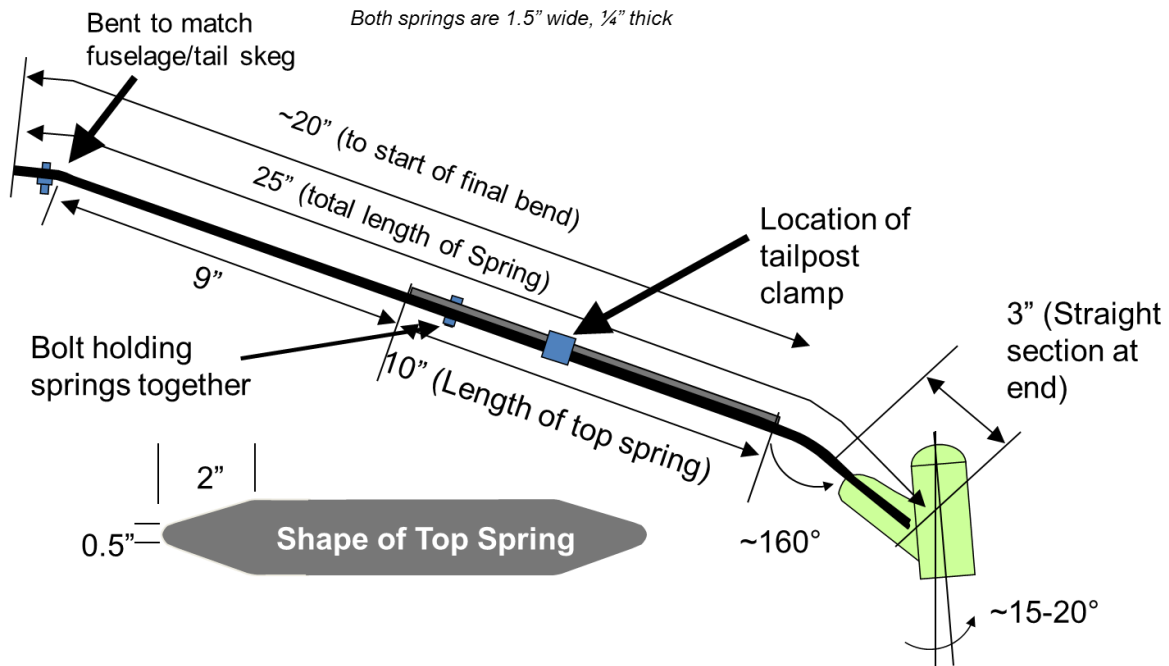 Both springs are 1.5” wide, ¼” thick
Bent to match
fuselage/tail skeg
~20” (to start of final bend)
25” (total length of Spring)
Location of
tailpost
clamp
9”
3” (Straight
section at
end)
Bolt holding
springs together
10” (Length of top spring)
2”
0.5”
Shape of Top Spring
~160°
~15-20°